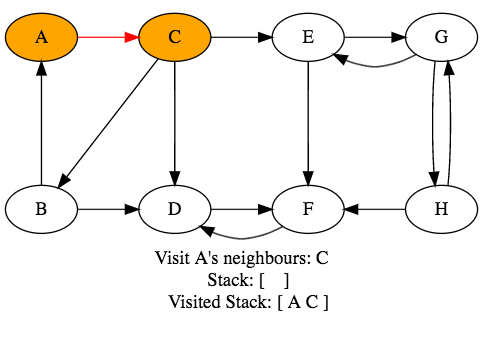 A C E G
B D F H
Visit A's neighbours: C
Stack: [ ]
Visited Stack: [ A C ]